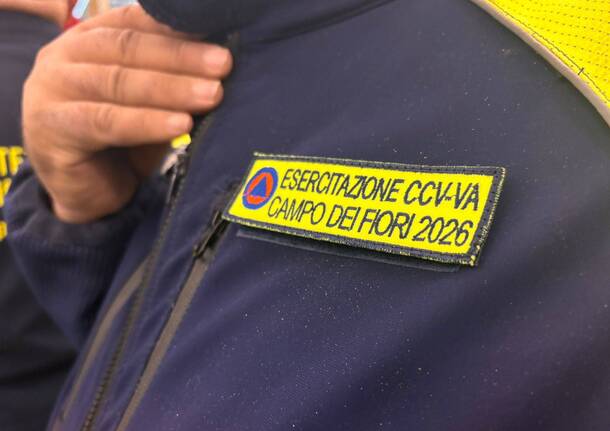 ESERCITAZIONE CCV-VA
CAMPO DEI FIORI 2026